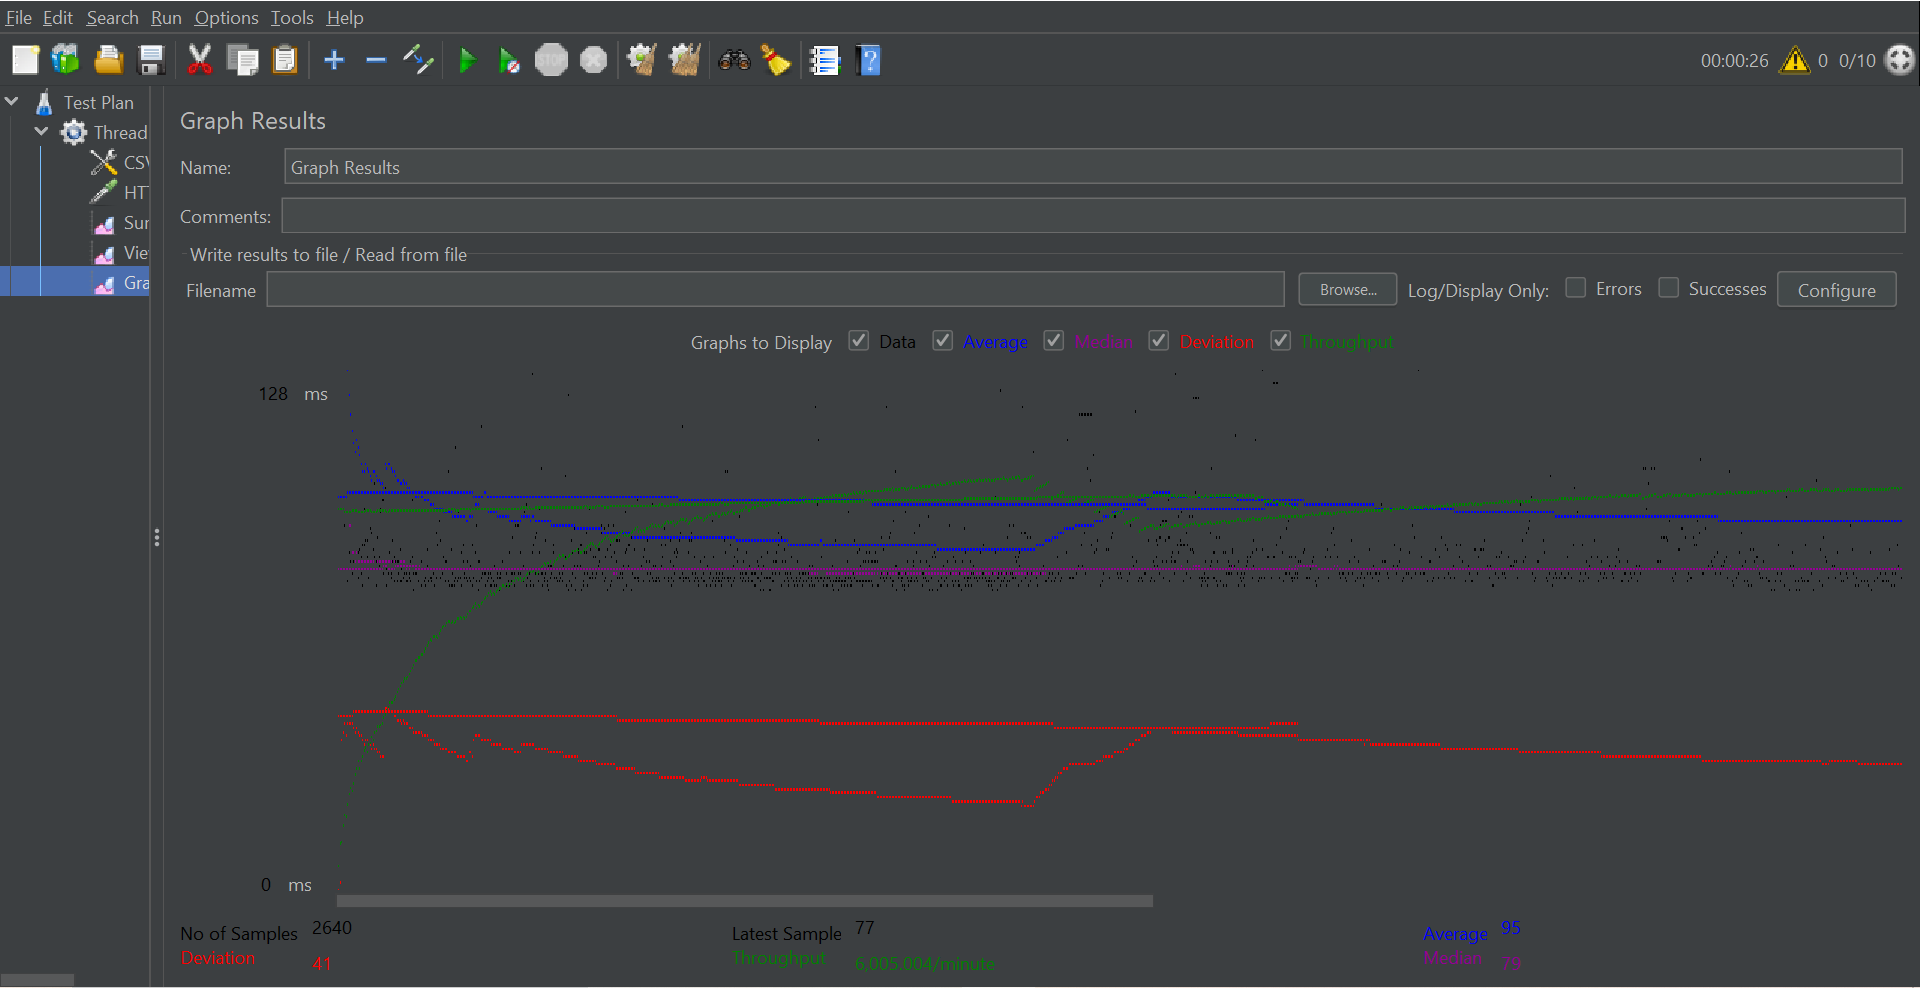 File Edit Search Run Options Tools Help
STOP
00:00:26 0 0/10
Test Plan
Thread
CSV
HT
Sur
Vie
Gra
Graph Results
Name: Graph Results
Comments:
Write results to file / Read from file
Filename Browse... Log/Display Only: Errors Successes Configure
Graphs to Display Data Average Median Deviation Throughput
128 ms
0 ms
No of Samples 2640 Latest Sample 77 Average 95
Deviation 41 Throughput 6,005.004/minute Median 79